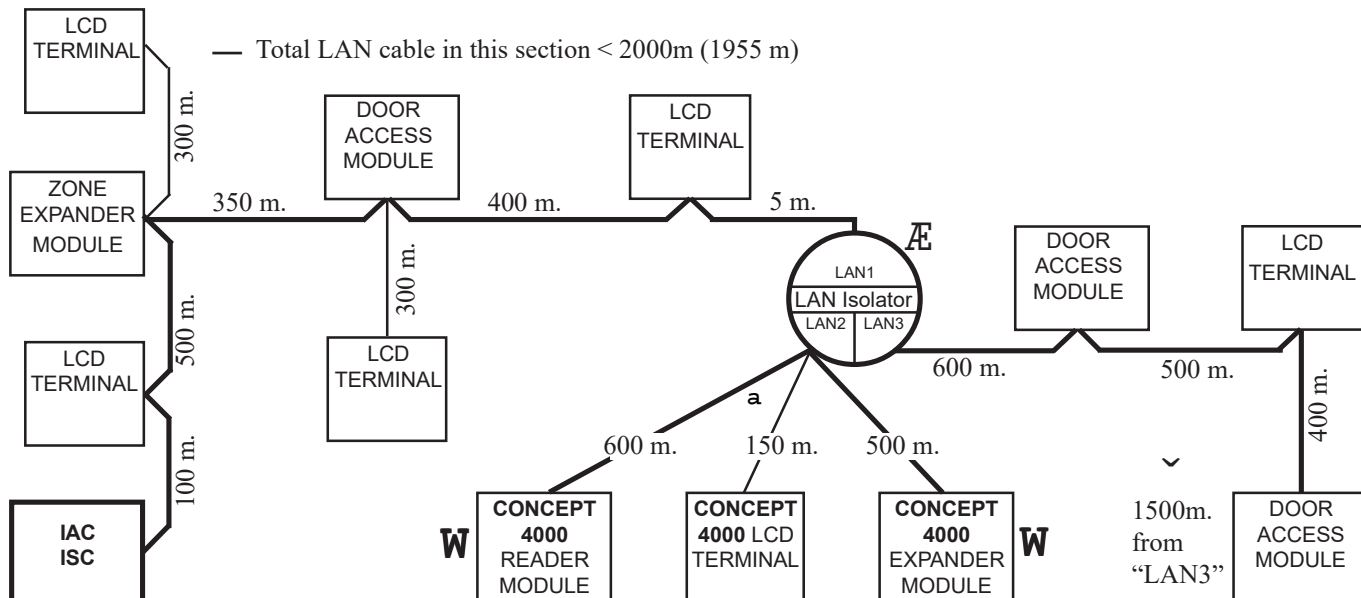 LCD
TERMINAL
— Total LAN cable in this section < 2000m (1955 m)
300 m.
DOOR
ACCESS
MODULE
LCD
TERMINAL
ZONE
EXPANDER
MODULE
350 m.
400 m.
5 m.
Æ
DOOR
ACCESS
MODULE
LCD
TERMINAL
LAN1
LAN Isolator
LAN2
LAN3
300 m.
500 m.
LCD
TERMINAL
LCD
TERMINAL
600 m.
500 m.
400 m.
a
600 m.
150 m.
500 m.
100 m.
IAC
ISC
W
CONCEPT
4000
READER
MODULE
CONCEPT
4000 LCD
TERMINAL
CONCEPT
4000
EXPANDER
MODULE
W
ˇ
1500m.
from
“LAN3”
DOOR
ACCESS
MODULE